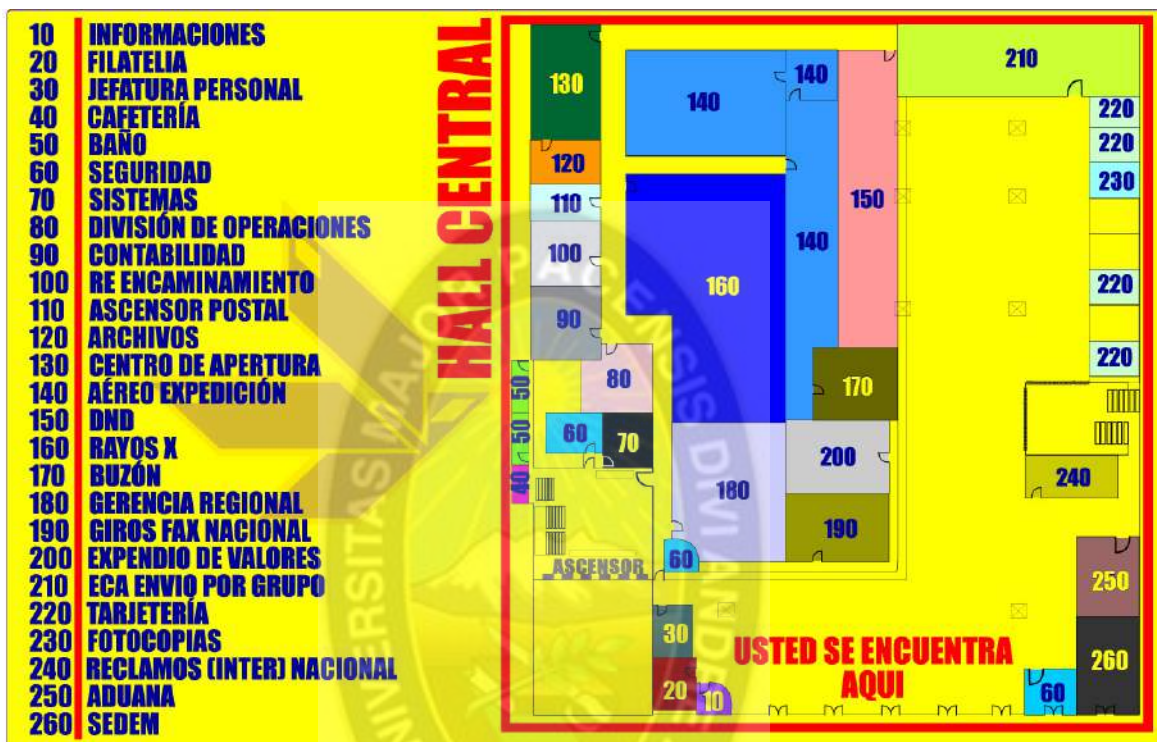 10 INFORMACIONES
20 FILATELIA
30 JEFATURA PERSONAL
40 CAFETERÍA
50 BAÑO
60 SEGURIDAD
70 SISTEMAS
80 DIVISIÓN DE OPERACIONES
90 CONTABILIDAD
100 RE ENCAMINAMIENTO
110 ASCENSOR POSTAL
120 ARCHIVOS
130 CENTRO DE APERTURA
140 AÉREO EXPEDICIÓN
150 DND
160 RAYOS X
170 BUZÓN
180 GERENCIA REGIONAL
190 GIROS FAX NACIONAL
200 EXPENDIO DE VALORES
210 ECA ENVIO POR GRUPO
220 TARJETERÍA
230 FOTOCOPIAS
240 RECLAMOS (INTER) NACIONAL
250 ADUANA
260 SEDEM
HALL CENTRAL
130
140
140
210
220
220
120
230
110
150
100
140
160
220
90
220
80
170
50
50
60
70
200
40
180
240
190
60
ASCENSOR
250
30
USTED SE ENCUENTRA
AQUI
260
20
10
60
UNIVERSITAS MAJOR PACENSIS DIVI ANDR